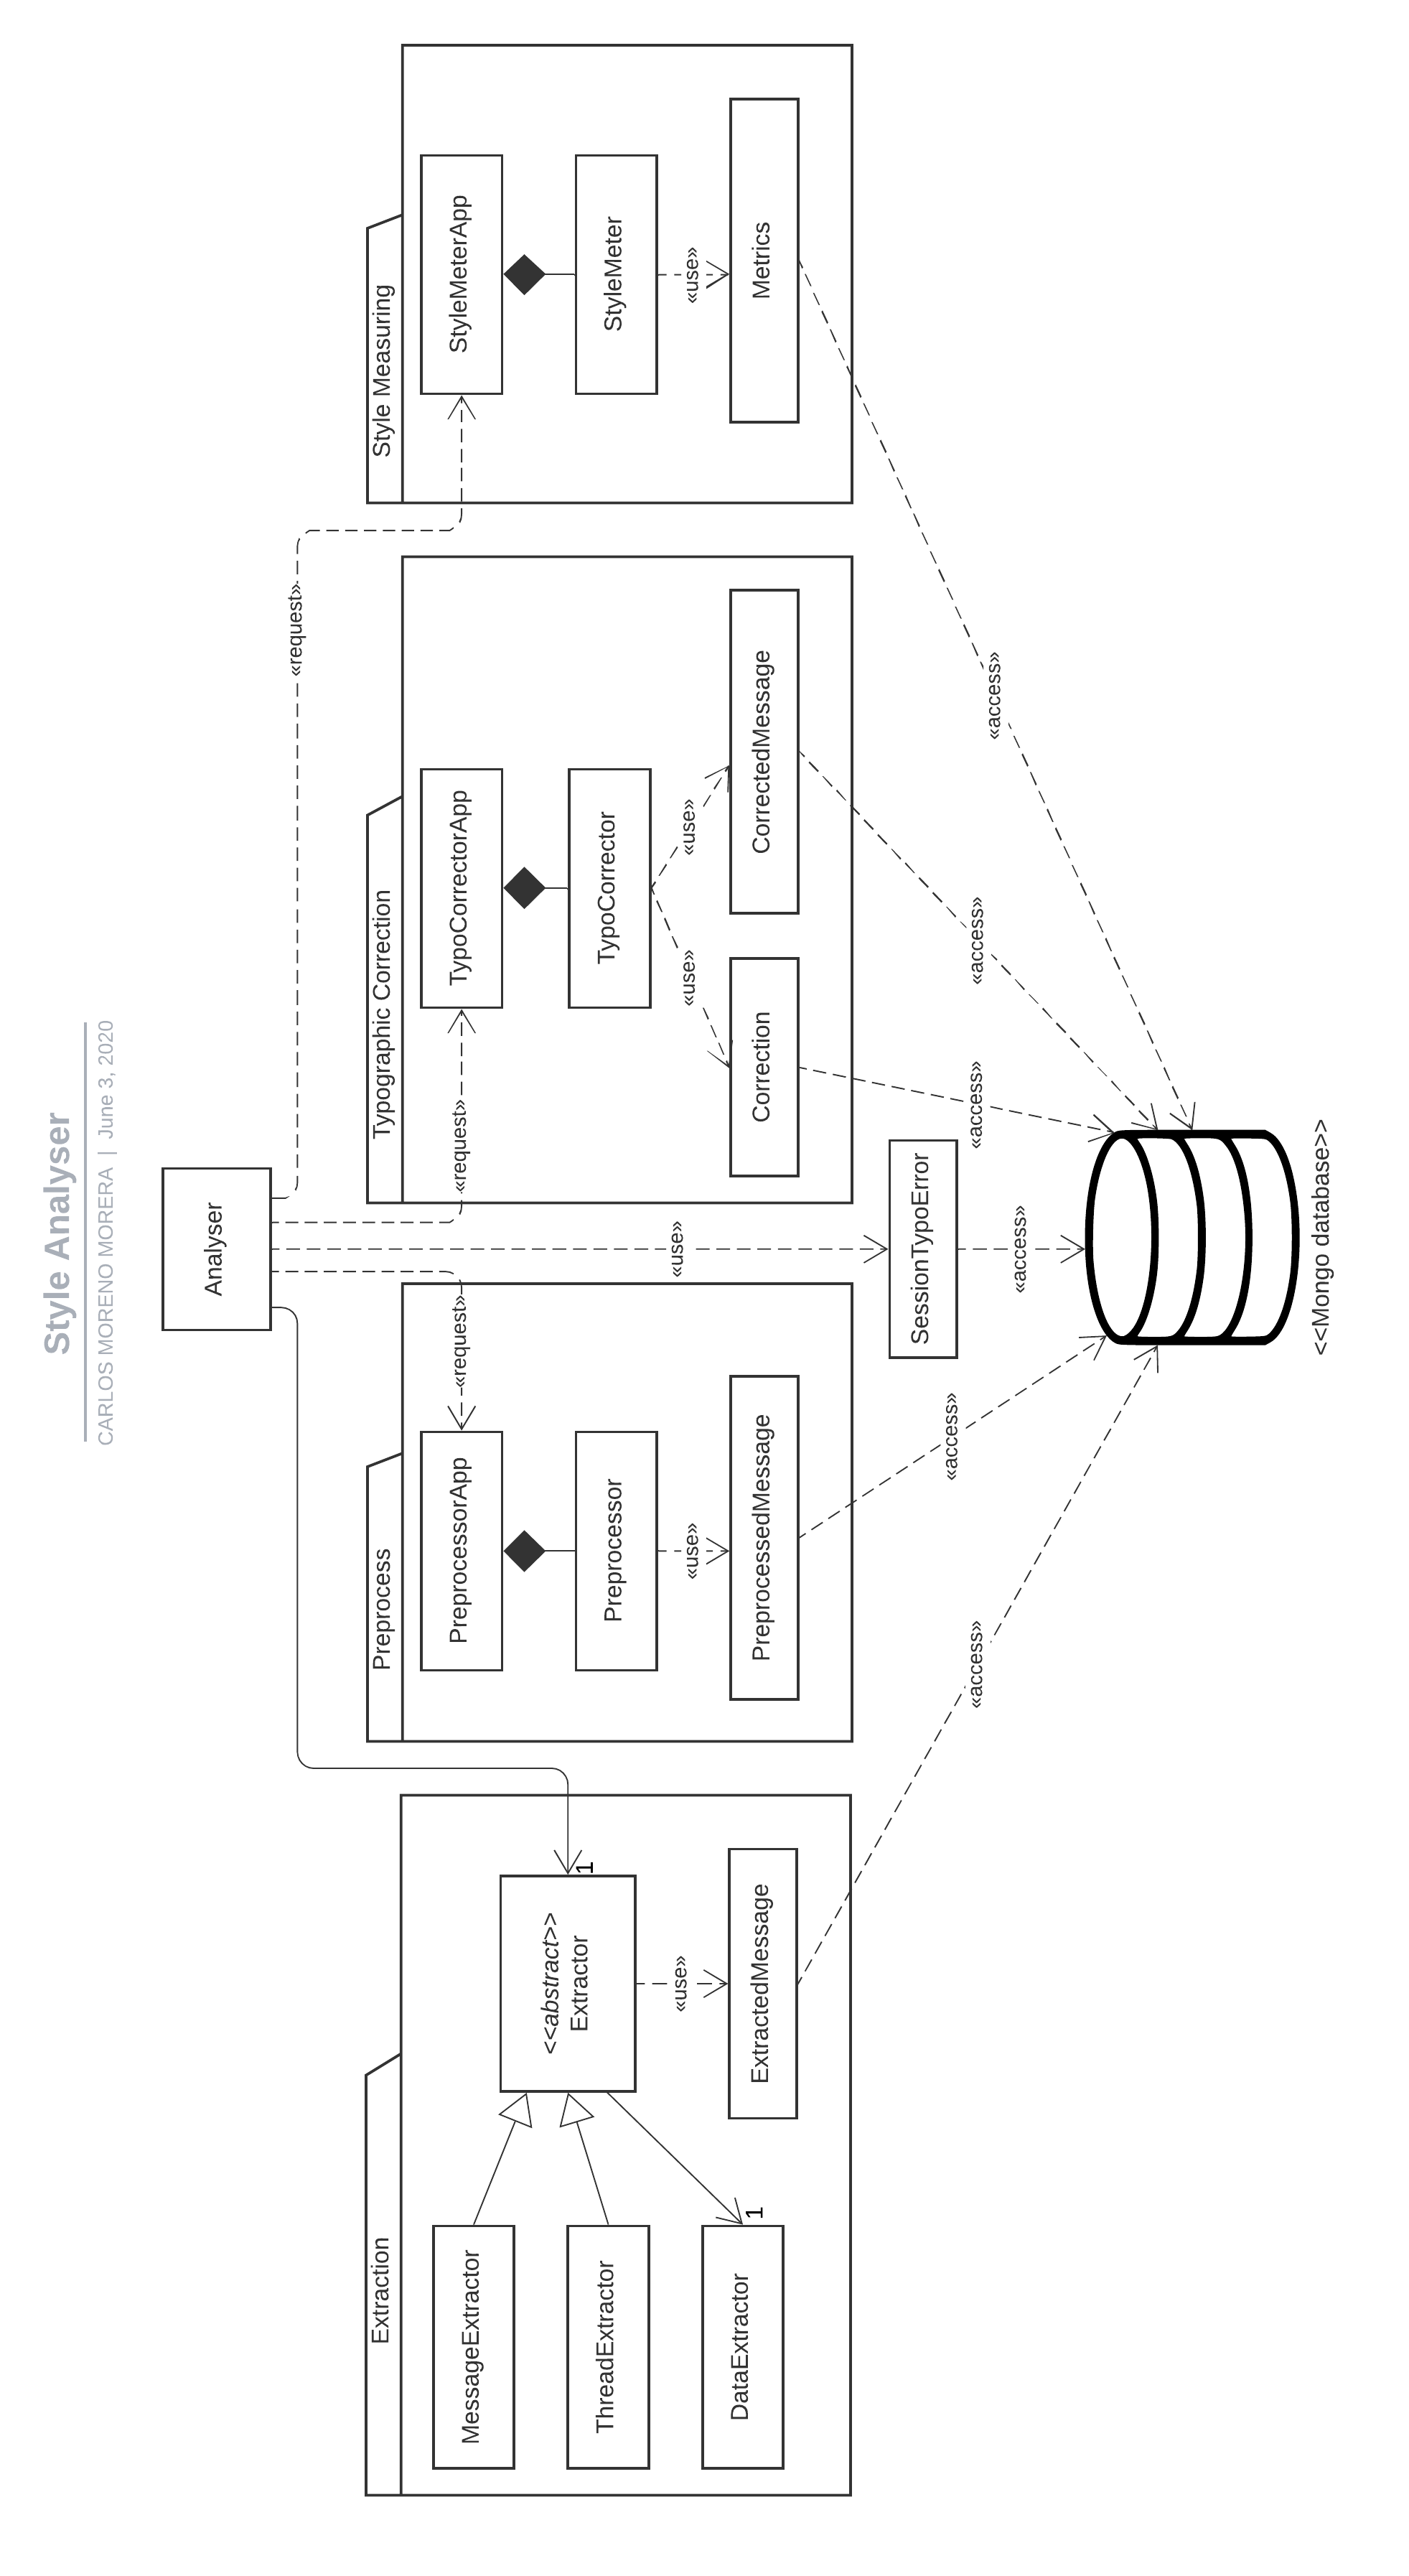 Style Analyser
CARLOS MORENO MORERA | June 3, 2020
Analyser
«request»
«request»
«request»
«use»
Extraction
MessageExtractor
ThreadExtractor
DataExtractor
1
<<abstract>>
Extractor
1
«use»
ExtractedMessage
Preprocess
PreprocessorApp
Preprocessor
«use»
PreprocessedMessage
Typographic Correction
TypoCorrectorApp
TypoCorrector
«use»
«use»
Correction
CorrectedMessage
Style Measuring
StyleMeterApp
StyleMeter
«use»
Metrics
SessionTypoError
«access»
«access»
«access»
«access»
«access»
«access»
<<Mongo database>>